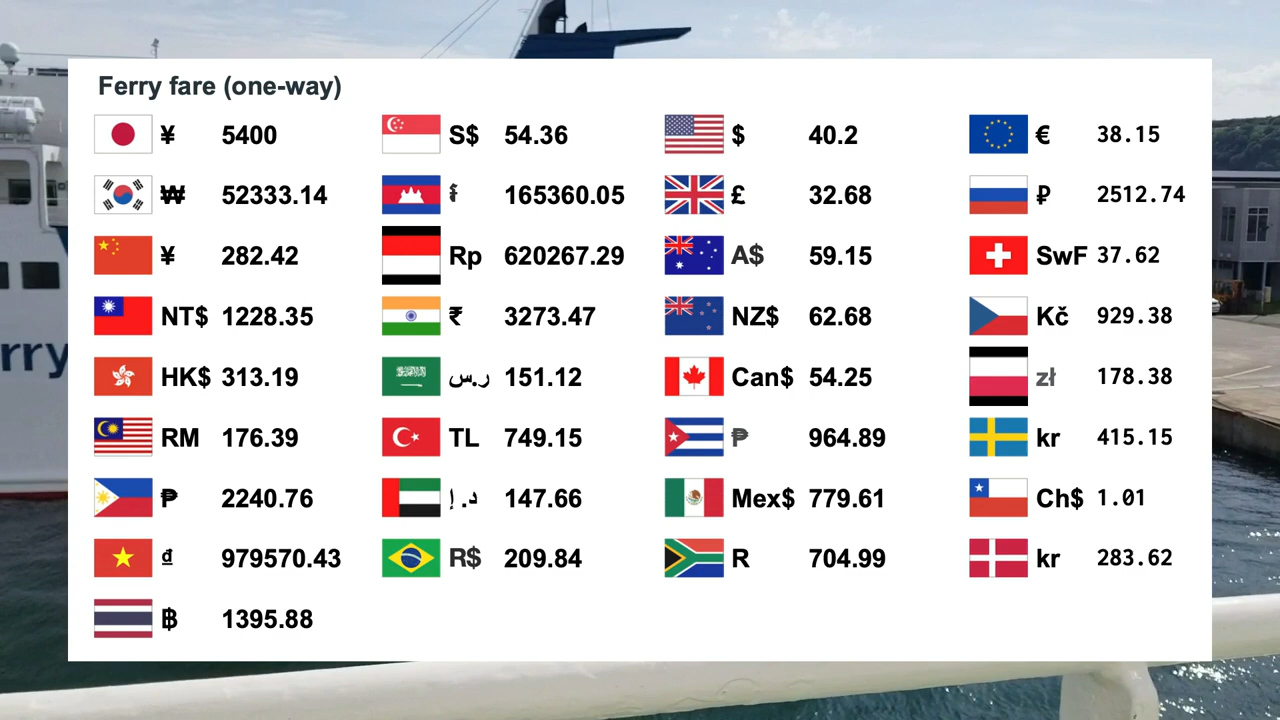 Ferry fare (one-way)
¥ 5400 S$ 54.36 $ 40.2 € 38.15
₩ 52333.14 ៛ 165360.05 £ 32.68 ₽ 2512.74
¥ 282.42 Rp 620267.29 A$ 59.15 SwF 37.62
NT$ 1228.35 ₹ 3273.47 NZ$ 62.68 Kč 929.38
HK$ 313.19 ر.س 151.12 Can$ 54.25 zł 178.38
RM 176.39 TL 749.15 ₱ 964.89 kr 415.15
₱ 2240.76 د.إ 147.66 Mex$ 779.61 Ch$ 1.01
₫ 979570.43 R$ 209.84 R 704.99 kr 283.62
฿ 1395.88
rry